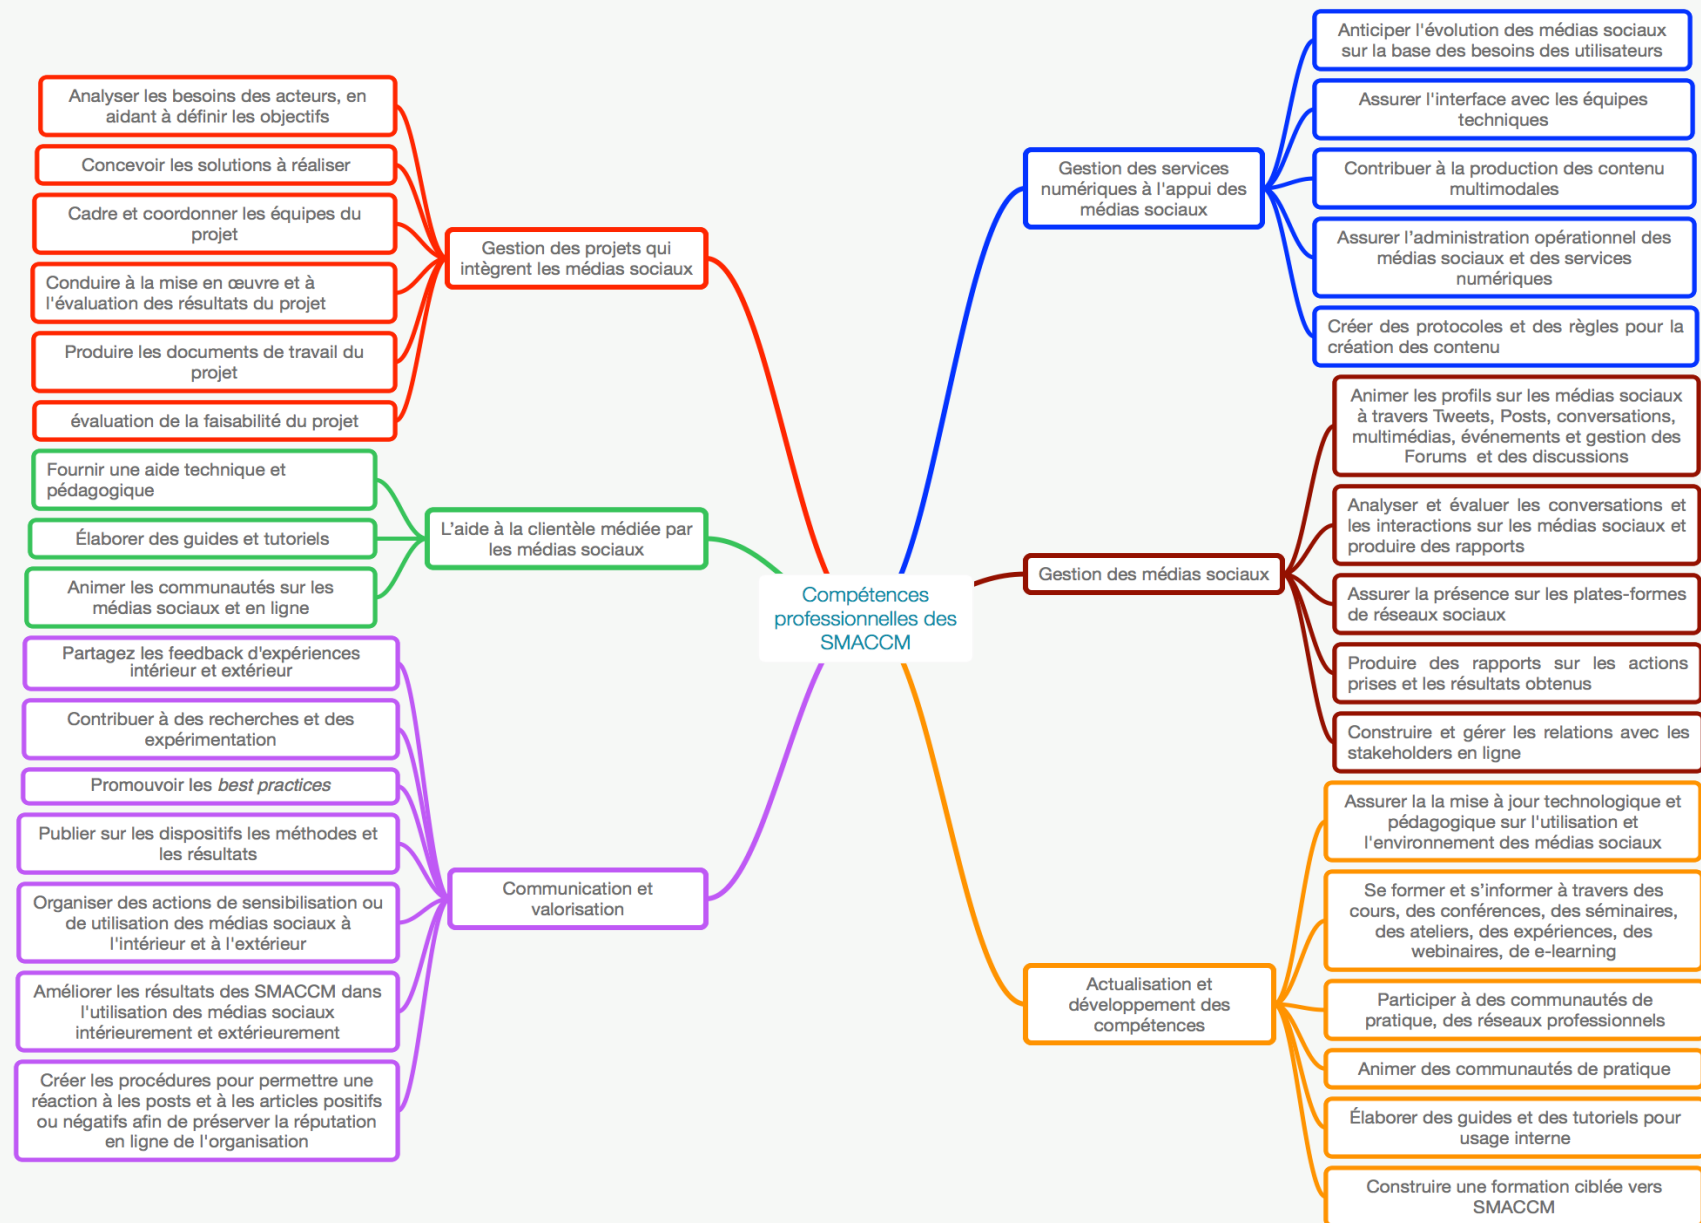 Compétences
professionnelles des
SMACCM
Gestion des projets qui
intègrent les médias sociaux
Analyser les besoins des acteurs, en
aidant à définir les objectifs
Concevoir les solutions à réaliser
Cadre et coordonner les équipes du
projet
Conduire à la mise en œuvre et à
l'évaluation des résultats du projet
Produire les documents de travail du
projet
évaluation de la faisabilité du projet
L'aide à la clientèle médiée par
les médias sociaux
Fournir une aide technique et
pédagogique
Élaborer des guides et tutoriels
Animer les communautés sur les
médias sociaux et en ligne
Communication et
valorisation
Partagez les feedback d'expériences
intérieur et extérieur
Contribuer à des recherches et des
expérimentation
Promouvoir les best practices
Publier sur les dispositifs les méthodes et
les résultats
Organiser des actions de sensibilisation ou
de utilisation des médias sociaux à
l'intérieur et à l'extérieur
Améliorer les résultats des SMACCM dans
l'utilisation des médias sociaux
intérieurement et extérieurement
Créer les procédures pour permettre une
réaction à les posts et à les articles positifs
ou négatifs afin de préserver la réputation
en ligne de l'organisation
Gestion des services
numériques à l'appui des
médias sociaux
Anticiper l'évolution des médias sociaux
sur la base des besoins des utilisateurs
Assurer l'interface avec les équipes
techniques
Contribuer à la production des contenu
multimodales
Assurer l'administration opérationnel des
médias sociaux et des services
numériques
Créer des protocoles et des règles pour la
création des contenu
Gestion des médias sociaux
Animer les profils sur les médias sociaux
à travers Tweets, Posts, conversations,
multimédias, événements et gestion des
Forums et des discussions
Analyser et évaluer les conversations et
les interactions sur les médias sociaux et
produire des rapports
Assurer la présence sur les plates-formes
de réseaux sociaux
Produire des rapports sur les actions
prises et les résultats obtenus
Construire et gérer les relations avec les
stakeholders en ligne
Actualisation et
développement des
compétences
Assurer la la mise à jour technologique et
pédagogique sur l'utilisation et
l'environnement des médias sociaux
Se former et s'informer à travers des
cours, des conférences, des séminaires,
des ateliers, des expériences, des
webinaires, de e-learning
Participer à des communautés de
pratique, des réseaux professionnels
Animer des communautés de pratique
Élaborer des guides et des tutoriels pour
usage interne
Construire une formation ciblée vers
SMACCM